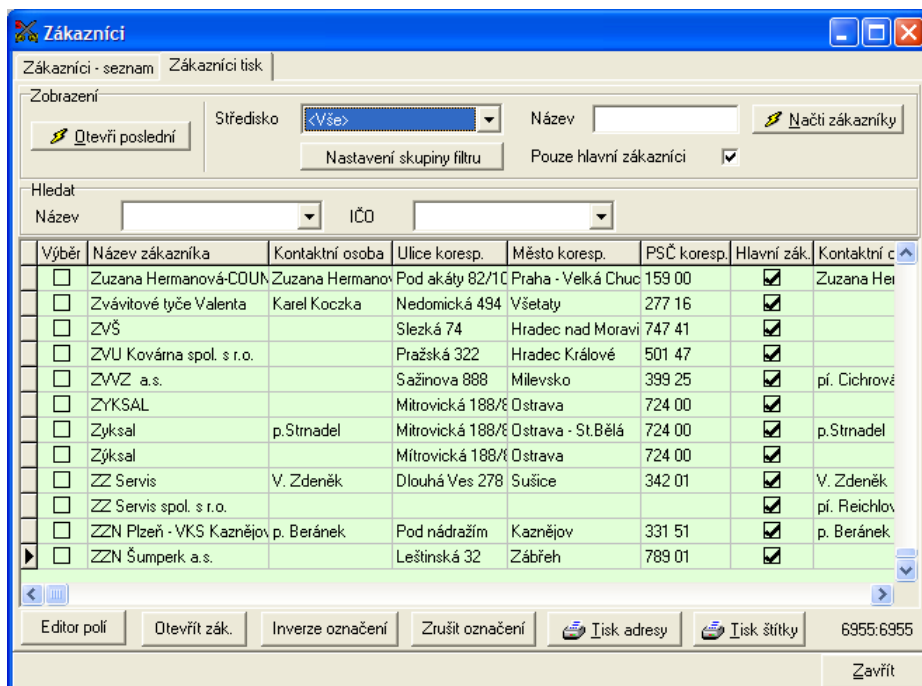 Zákazníci
Zákazníci - seznam Zákazníci tisk
Zobrazení
Otevři poslední Středisko <Vše> Název Načti zákazníky
Nastavení skupiny filtru Pouze hlavní zákazníci
Hledat
Název IČO
Výběr Název zákazníka Kontaktní osoba Ulice koresp. Město koresp. PSČ koresp. Hlavní zák. Kontaktní o
Zuzana Hermanová-COUN Zuzana Hermanov Pod akáty 82/10 Praha - Velká Chuc 159 00 Zuzana Her
Zvávitové tyče Valenta Karel Koczka Nedomická 494 Všetaty 277 16
ZVŠ Slezká 74 Hradec nad Moravi 747 41
ZVU Kovárna spol. s r.o. Pražská 322 Hradec Králové 501 47
ZVVZ a.s. Sažinova 888 Milevsko 399 25 pí. Cichrová
ZYKSAL Mitrovická 188/8 Ostrava 724 00
Zyksal p.Strnadel Mitrovická 188/8 Ostrava - St.Bělá 724 00 p.Strnadel
Zýksal Mítrovická 188/8 Ostrava 724 00
ZZ Servis V. Zdeněk Dlouhá Ves 278 Sušice 342 01 V. Zdeněk
ZZ Servis spol. s r.o. pí. Reichlov
ZZN Plzeň - VKS Kaznějov p. Beránek Pod nádražím Kaznějov 331 51 p. Beránek
ZZN Šumperk a.s. Leštinská 32 Zábřeh 789 01
Editor polí Otevřít zák. Inverze označení Zrušit označení Tisk adresy Tisk štítky 6955:6955
Zavřít